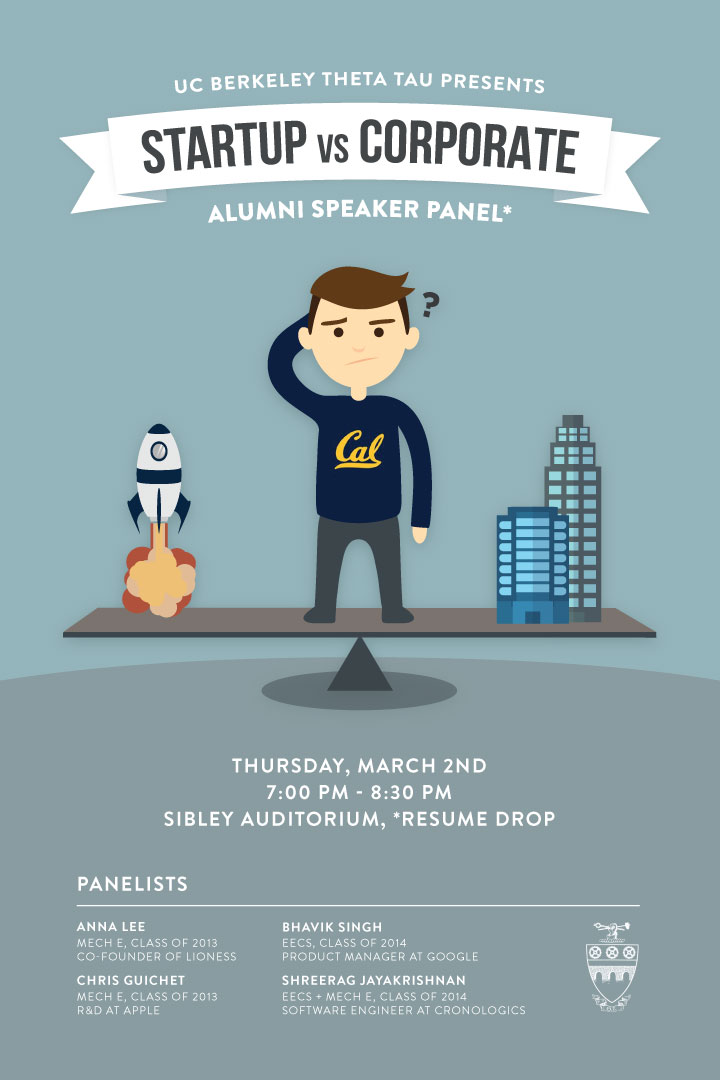 UC BERKELEY THETA TAU PRESENTS
STARTUP VS CORPORATE
ALUMNI SPEAKER PANEL*
?
Cal
THURSDAY, MARCH 2ND
7:00 PM - 8:30 PM
SIBLEY AUDITORIUM, *RESUME DROP
PANELISTS
ANNA LEE
MECH E, CLASS OF 2013
CO-FOUNDER OF LIONESS
CHRIS GUICHET
MECH E, CLASS OF 2013
R&D AT APPLE
BHAVIK SINGH
EECS, CLASS OF 2014
PRODUCT MANAGER AT GOOGLE
SHREERAG JAYAKRISHNAN
EECS + MECH E, CLASS OF 2014
SOFTWARE ENGINEER AT CRONOLOGICS